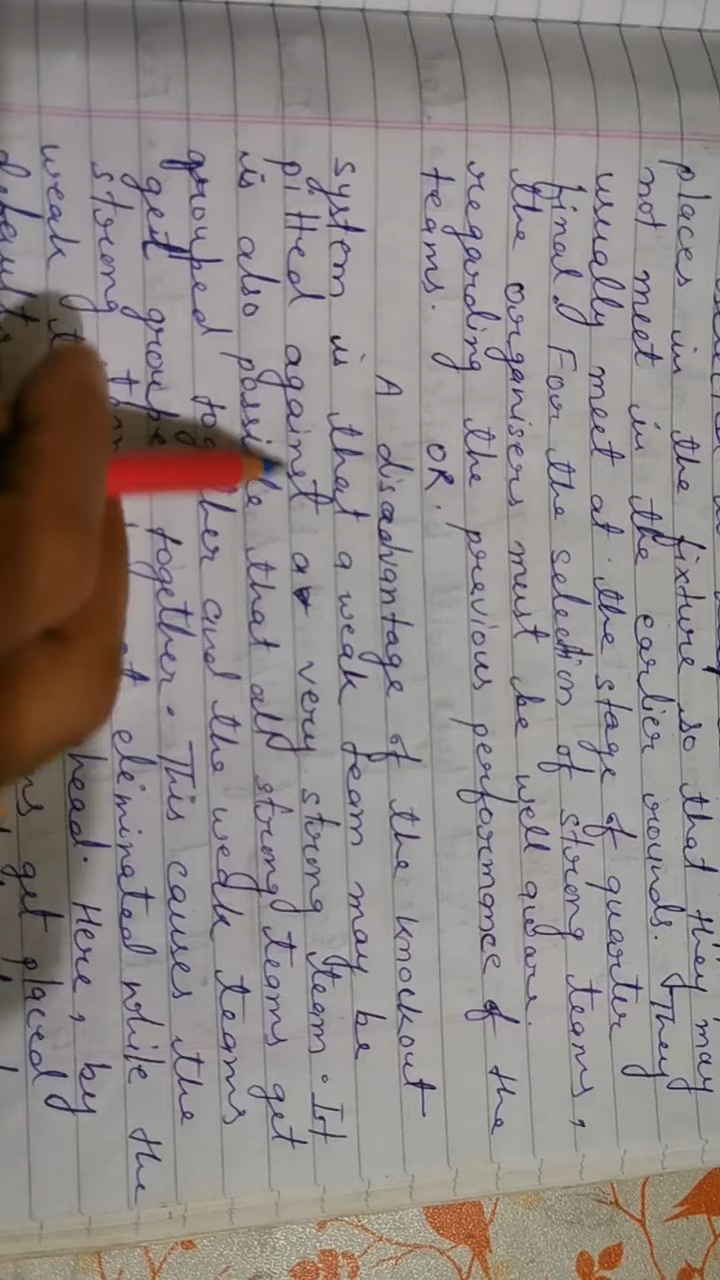 places in the fixture so that they may
not meet in the earlier rounds. They
usually meet at the stage of quarter
final. For the selection of strong teams,
the organisers must be well aware
regarding the previous performance of the
teams. OR.
A disadvantage of the knockout
system is that a weak team may be
pitted against a very strong team. It
is also possible that all strong teams get
grouped together and the weak teams
get together. This causes the
strong eliminated while the
weak head. Here, by
get placed